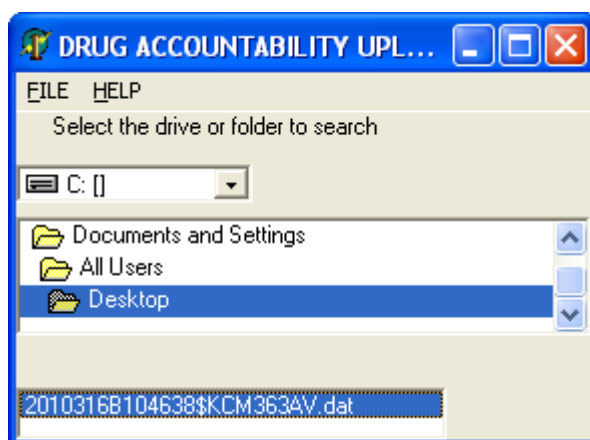 DRUG ACCOUNTABILITY UPL...
FILE HELP
Select the drive or folder to search
C: []
Documents and Settings
All Users
Desktop
2010316B104638$KCM363AV.dat